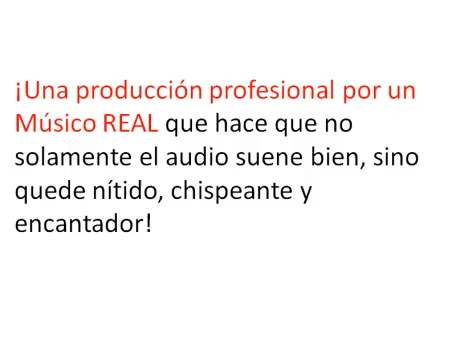 ¡Una producción profesional por un
Músico REAL que hace que no
solamente el audio suene bien, sino
quede nítido, chispeante y
encantador!